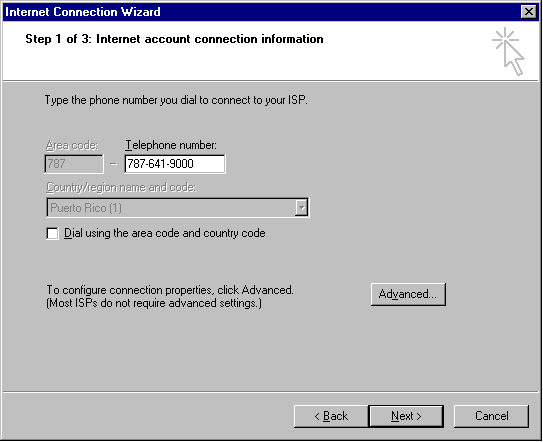 Internet Connection Wizard
Step 1 of 3: Internet account connection information
Type the phone number you dial to connect to your ISP.
Area code: Telephone number:
787 - 787-641-9000
Country/region name and code:
Puerto Rico (1)
Dial using the area code and country code
To configure connection properties, click Advanced.
(Most ISPs do not require advanced settings.)
Advanced...
< Back Next > Cancel